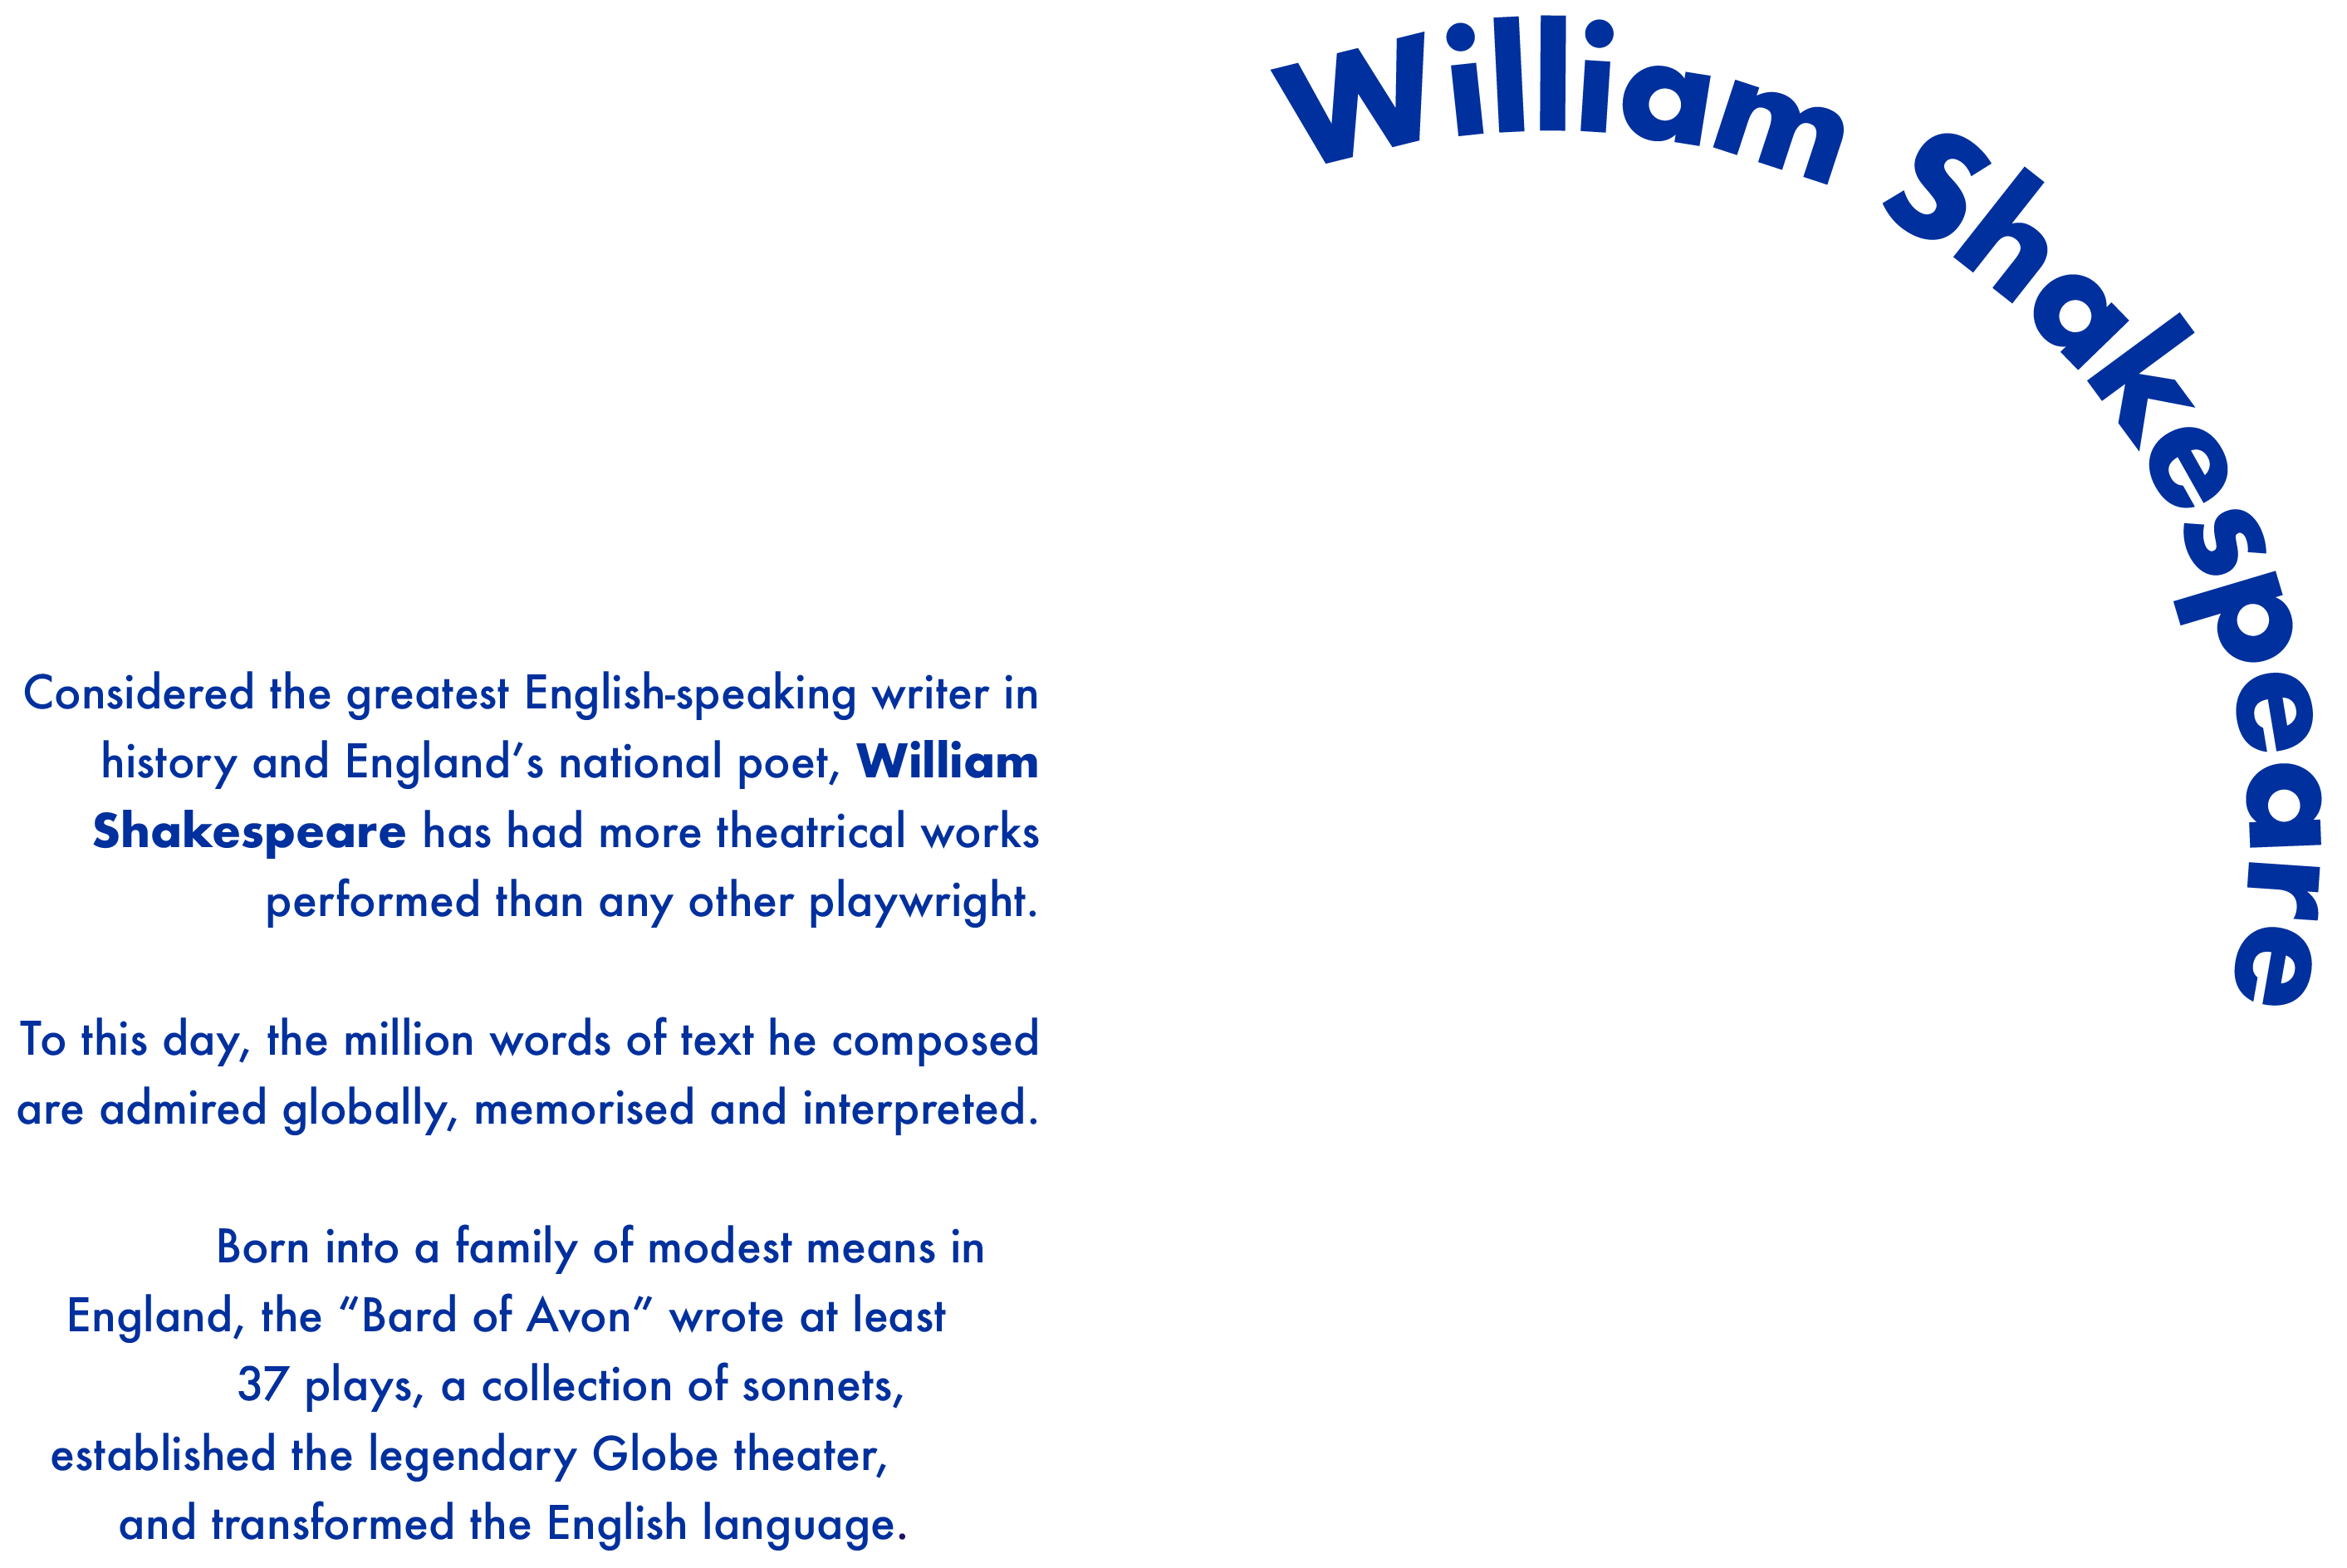 William Shakespeare
Considered the greatest English-speaking writer in
history and England’s national poet, William
Shakespeare has had more theatrical works
performed than any other playwright.
To this day, the million words of text he composed
are admired globally, memorised and interpreted.
Born into a family of modest means in
England, the “Bard of Avon” wrote at least
37 plays, a collection of sonnets,
established the legendary Globe theater,
and transformed the English language.